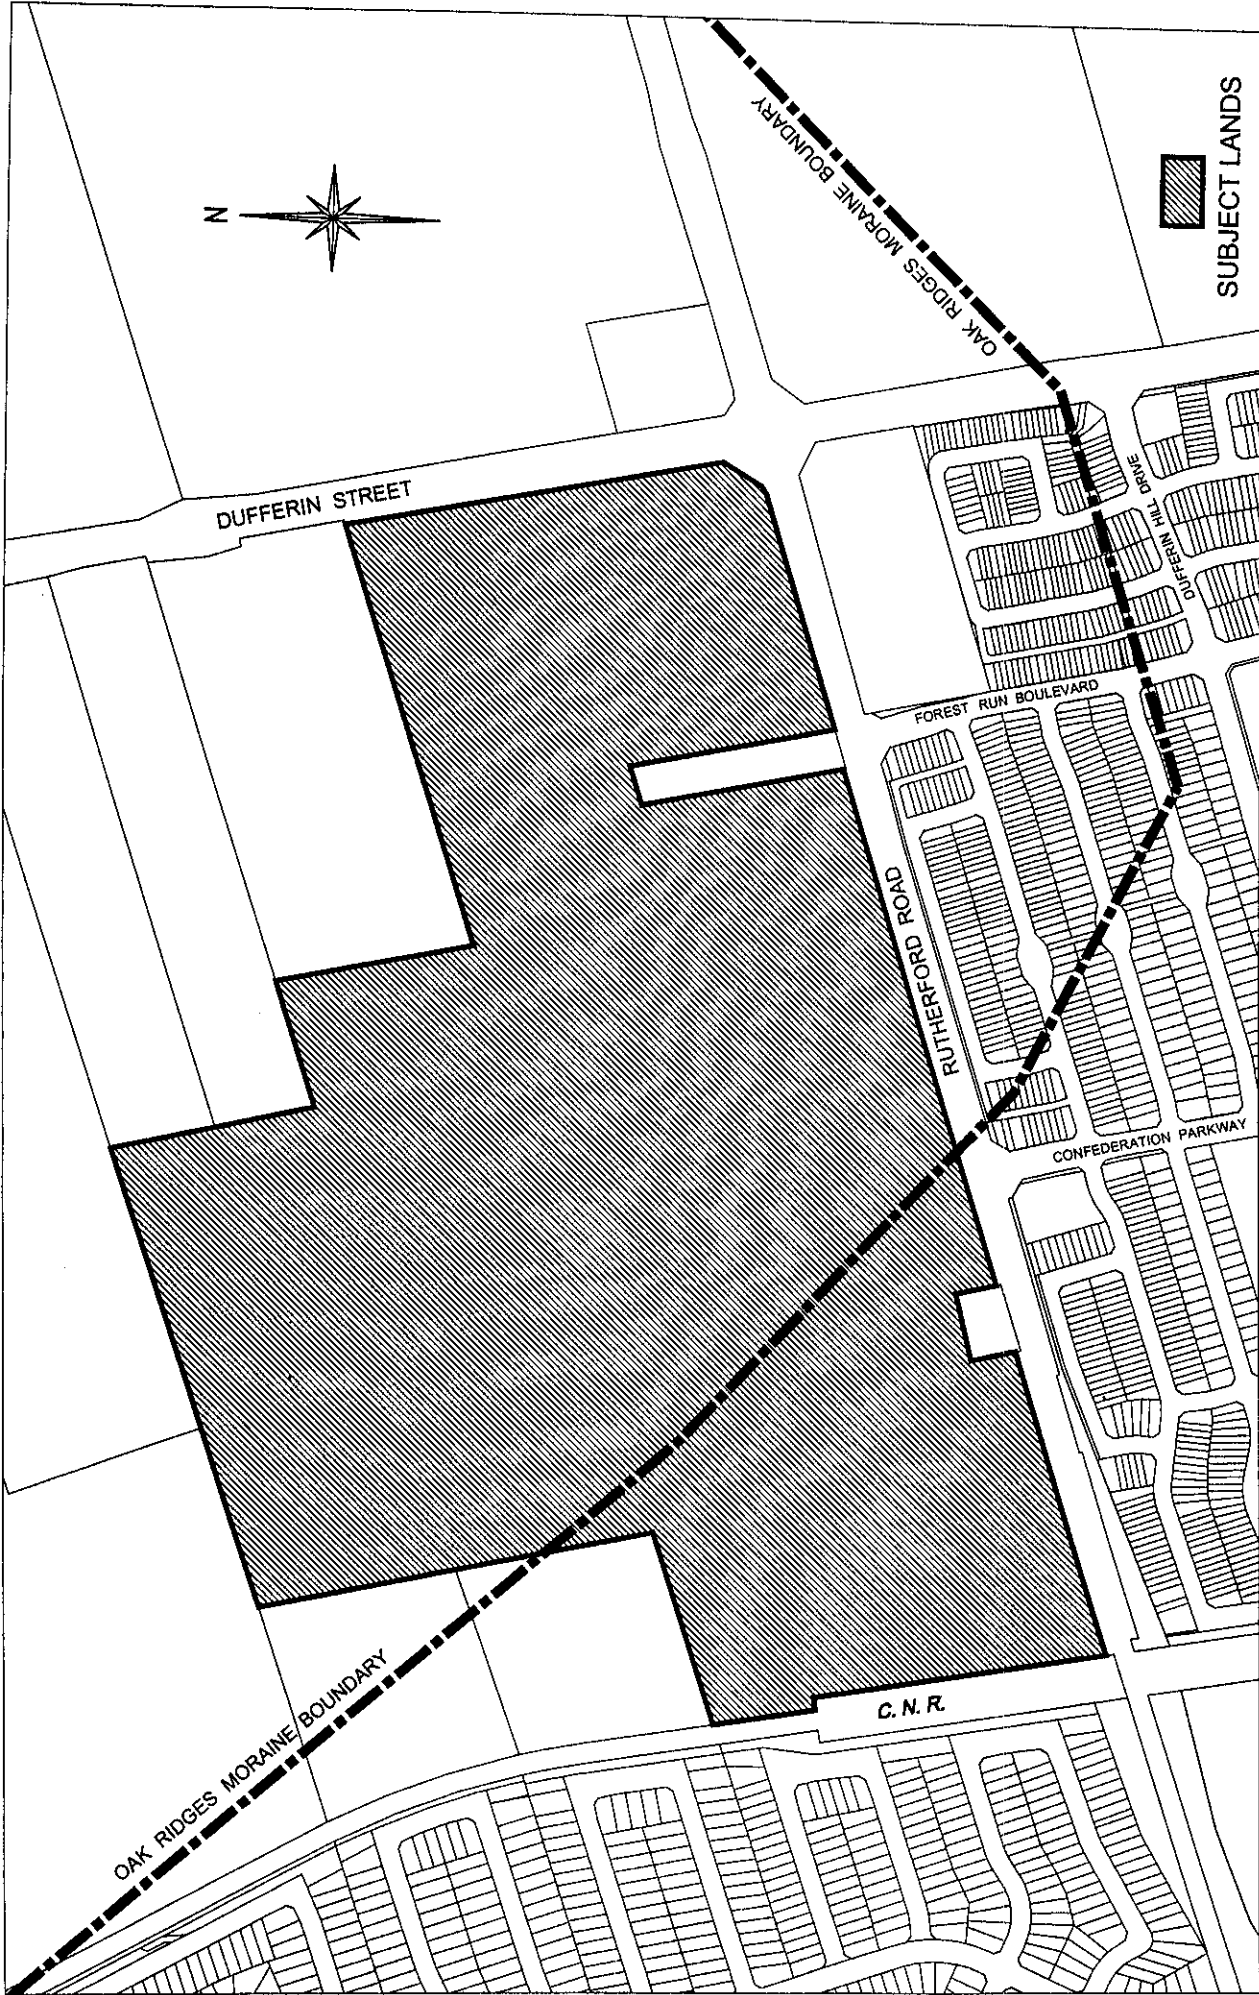 N
DUFFERIN STREET
OAK RIDGES MORAINE BOUNDARY
SUBJECT LANDS
DUFFERIN HILL DRIVE
FOREST RUN BOULEVARD
RUTHERFORD ROAD
CONFEDERATION PARKWAY
C. N. R.
OAK RIDGES MORAINE BOUNDARY